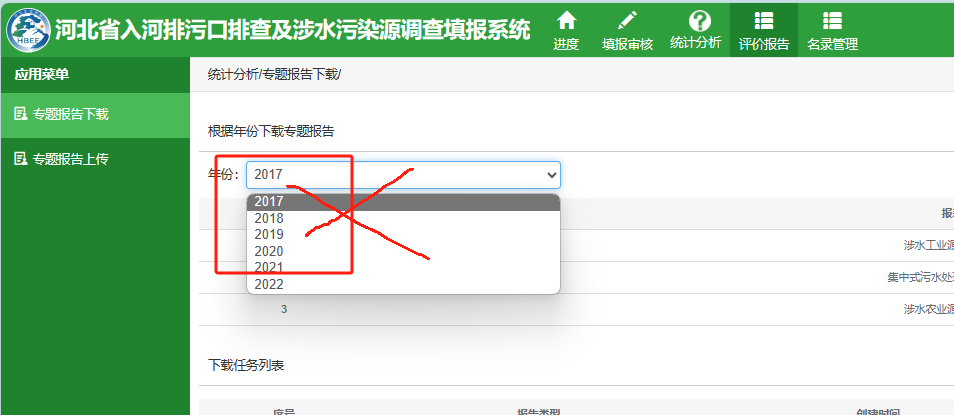 HBEE
河北省入河排污口排查及涉水污染源调查填报系统
进度
填报审核
统计分析
评价报告
名录管理
应用菜单
统计分析/专题报告下载/
专题报告下载
专题报告上传
根据年份下载专题报告
年份：
2017
2017
2018
2019
2020
2021
2022
涉水工业源
集中式污水处
3
涉水农业源
下载任务列表
序号
报告类型
创建时间